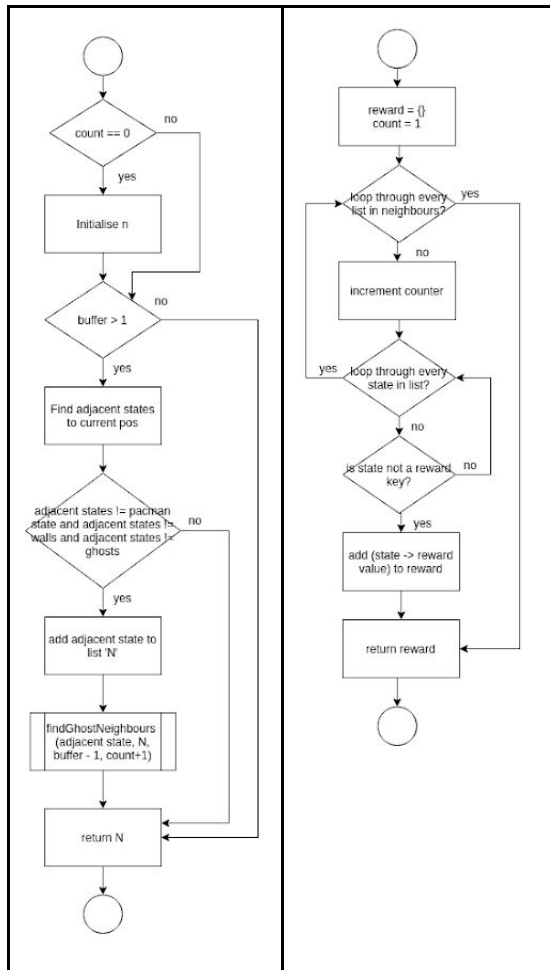 count == 0
no
yes
Initialise n
buffer > 1
no
yes
Find adjacent states
to current pos
adjacent states != pacman
state and adjacent states !=
walls and adjacent states !=
ghosts
no
yes
add adjacent state to
list 'N'
findGhostNeighbours
(adjacent state, N,
buffer - 1, count+1)
return N
reward = {}
count = 1
loop through every
list in neighbours?
yes
no
increment counter
loop through every
state in list?
yes
no
is state not a reward
key?
no
yes
add (state -> reward
value) to reward
return reward